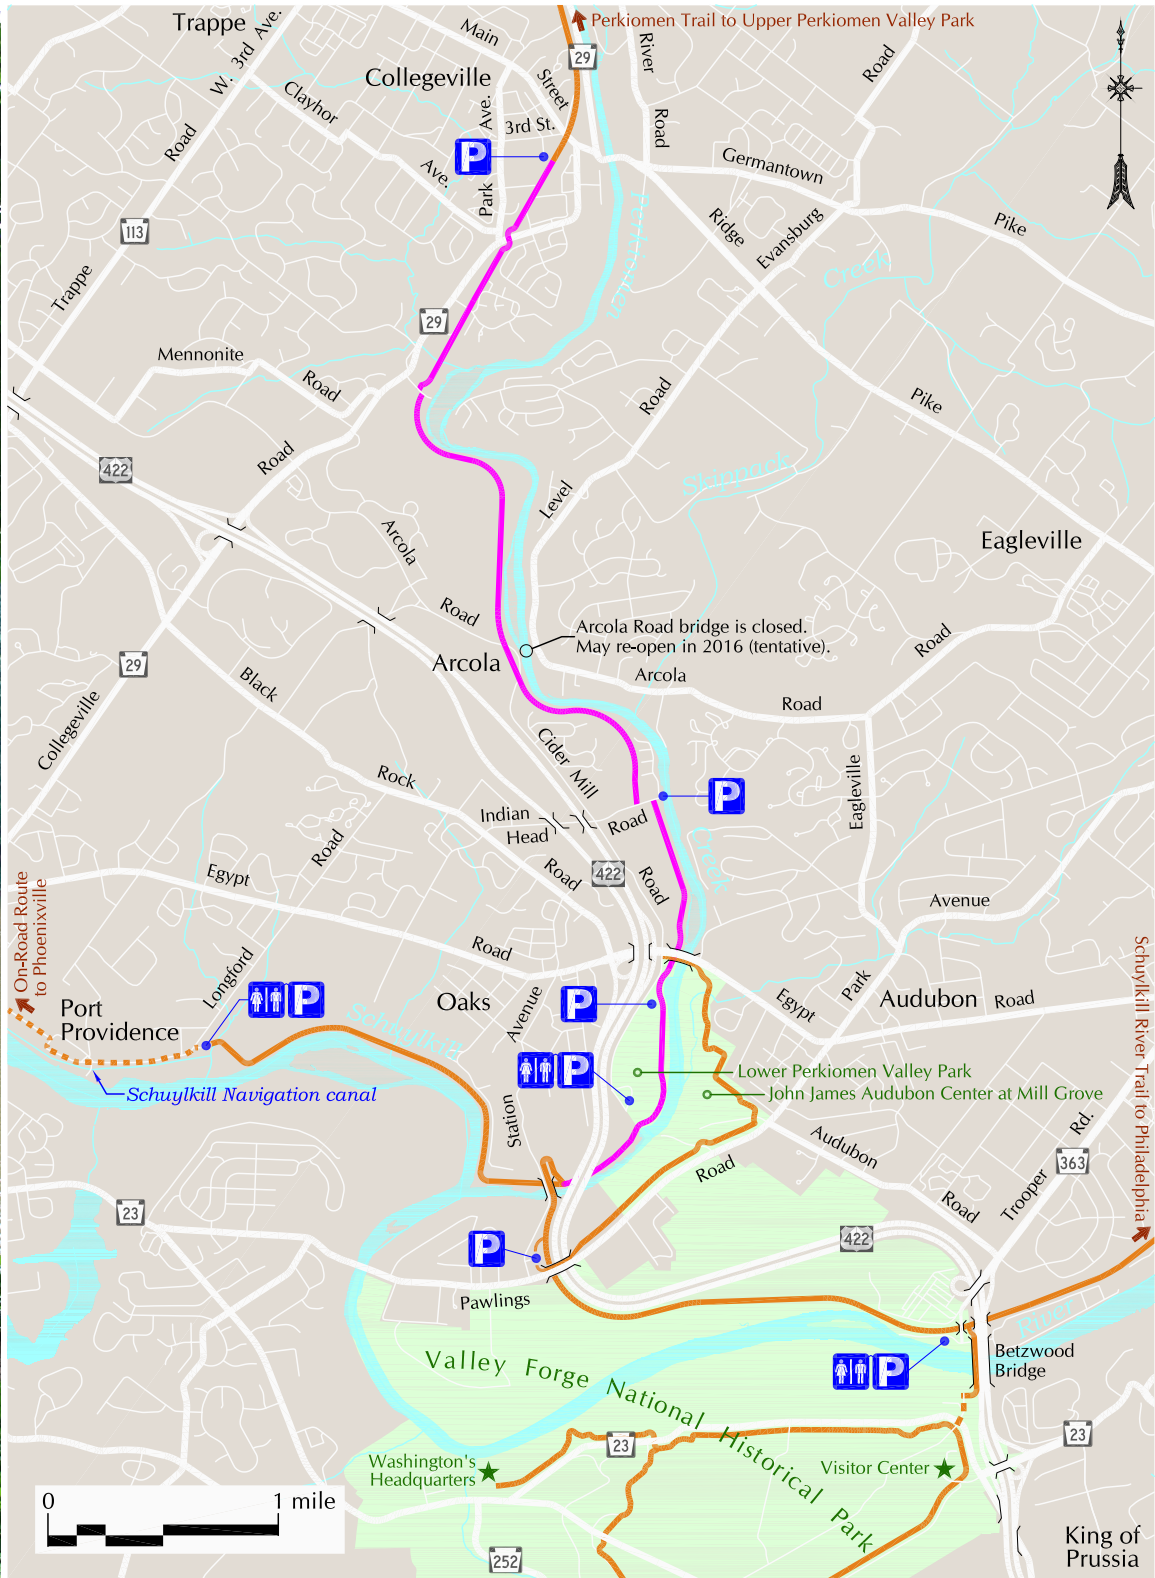 Trappe
W. 3rd Ave.
Main
Street
Perkiomen Trail to Upper Perkiomen Valley Park
29
River
Road
Road
Collegeville
Clayhor
Ave.
Park
Ave.
3rd St.
P
Road
Germantown
Pike
113
Trappe
Perkiomen
Ridge
Evansburg
Creek
29
Mennonite
Road
Road
Pike
Road
422
Skippack
Level
Arcola
Road
Eagleville
Arcola Road bridge is closed.
May re-open in 2016 (tentative).
Road
Arcola
Arcola
Road
29
Black
Collegeville
Cider Mill
Rock
Eagleville
P
Indian
Head
Road
Road
Road
Creek
422
Road
Egypt
Avenue
On-Road Route
to Phoenixville
Road
Longford
P
Port
Providence
Schuylkill
Oaks
Avenue
P
Egypt
Park
Audubon
Road
Schuylkill River Trail to Philadelphia
P
Lower Perkiomen Valley Park
Schuylkill Navigation canal
John James Audubon Center at Mill Grove
Station
Audubon
Road
Rd.
Trooper
363
Road
23
422
P
Pawlings
River
Betzwood
Bridge
P
Valley Forge National Historical Park
23
23
Washington's
Headquarters
Visitor Center
0
1 mile
King of
Prussia
252